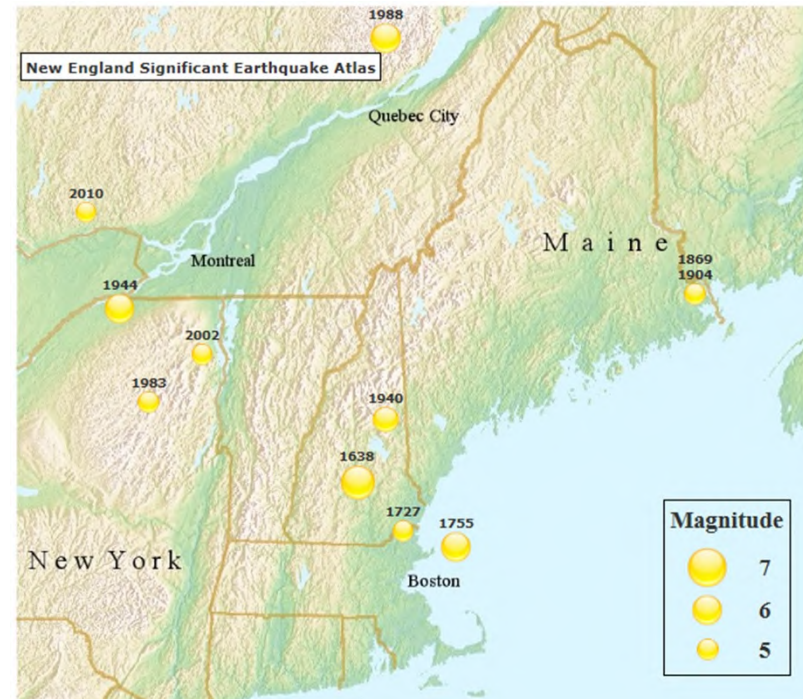 1988
New England Significant Earthquake Atlas
Quebec City
2010
Maine
Montreal
1869
1904
1944
2002
1983
1940
1638
1727
1755
New York
Boston
Magnitude
7
6
5